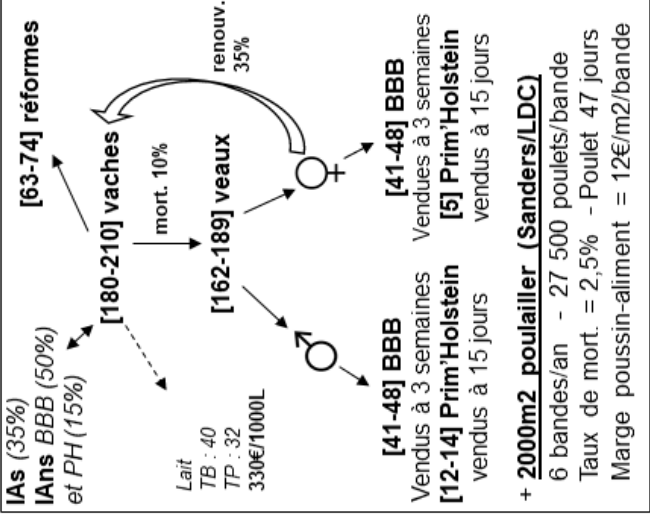 IAs (35%)
IAns BBB (50%)
et PH (15%)
[63-74] réformes
[180-210] vaches
renouv.
35%
mort. 10%
Lait
TB : 40
TP : 32
330€/1000L
[162-189] veaux
[41-48] BBB
Vendus à 3 semaines
[12-14] Prim'Holstein
vendus à 15 jours
[41-48] BBB
Vendues à 3 semaines
[5] Prim'Holstein
vendus à 15 jours
+ 2000m2 poulailler (Sanders/LDC)
6 bandes/an - 27 500 poulets/bande
Taux de mort. = 2,5% - Poulet 47 jours
Marge poussin-aliment = 12€/m2/bande